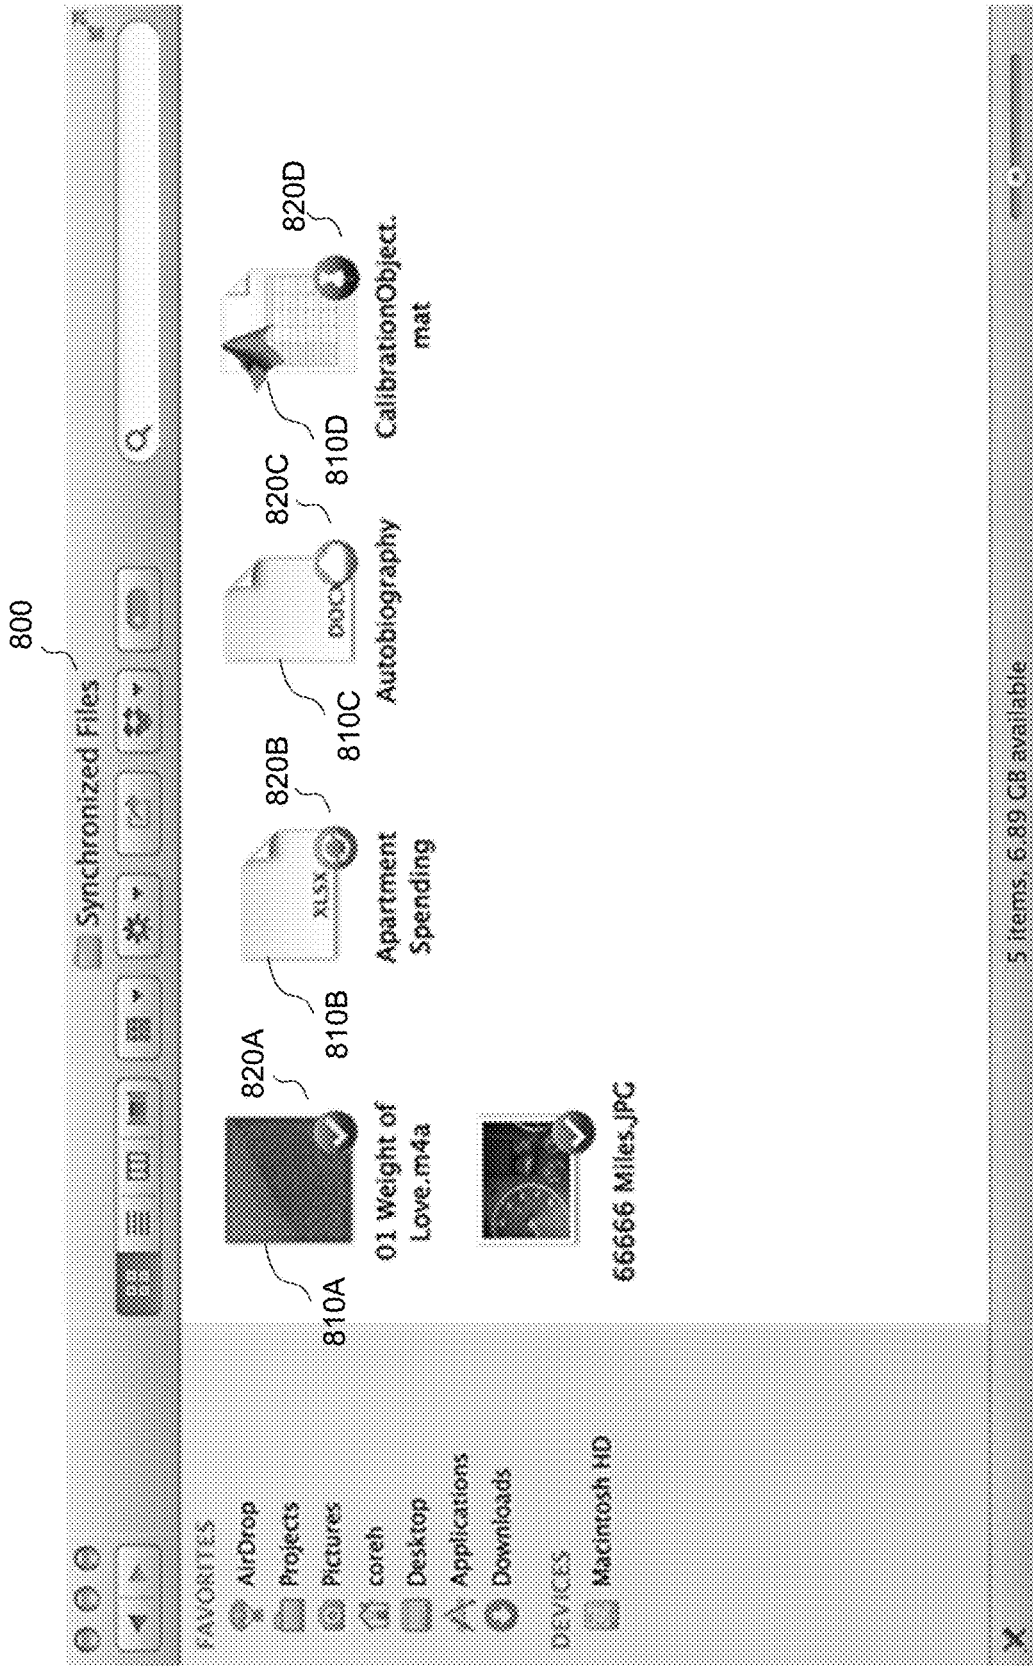 800
Synchronized Files
FAVORITES
AirDrop
Projects
Pictures
coreh
Desktop
Applications
Downloads
DEVICES
Macintosh HD
810A
820A
01 Weight of
Love.m4a
810B
820B
XLSX
Apartment
Spending
810C
820C
DOCX
Autobiography
810D
820D
CalibrationObject.
mat
66666 Miles.JPG
5 items, 6.89 GB available